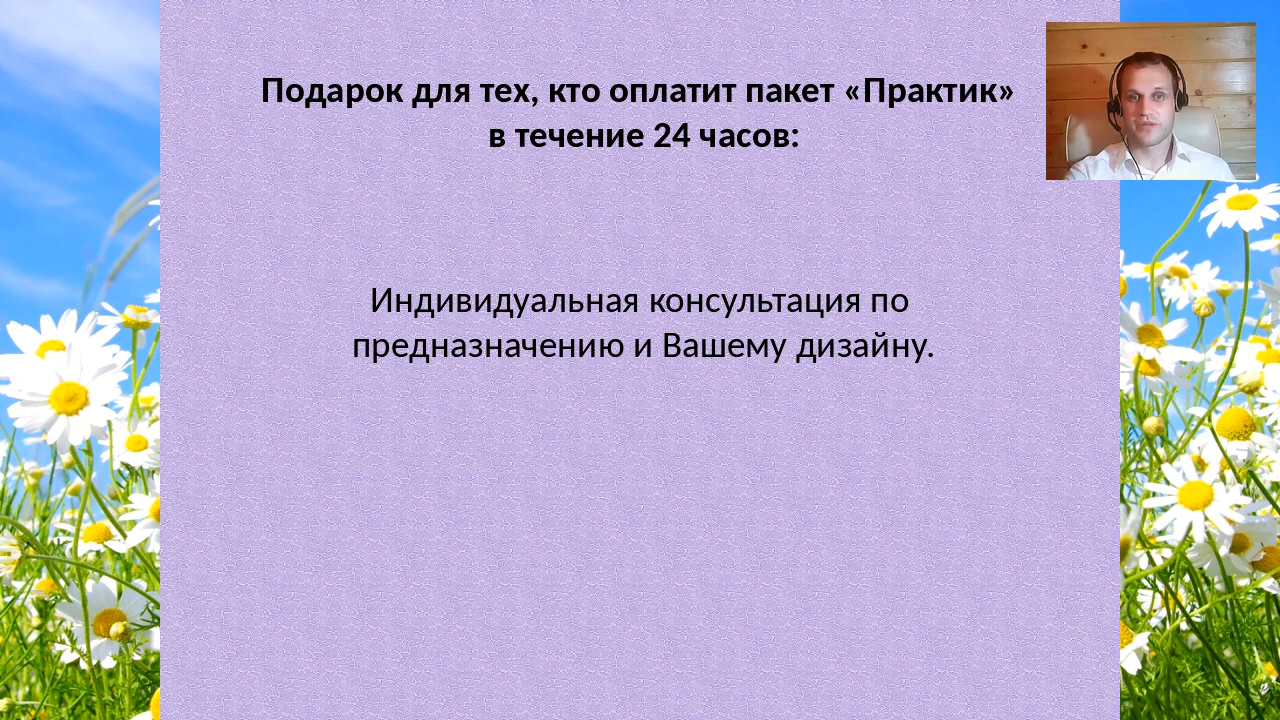 Подарок для тех, кто оплатит пакет «Практик»
в течение 24 часов:
Индивидуальная консультация по
предназначению и Вашему дизайну.